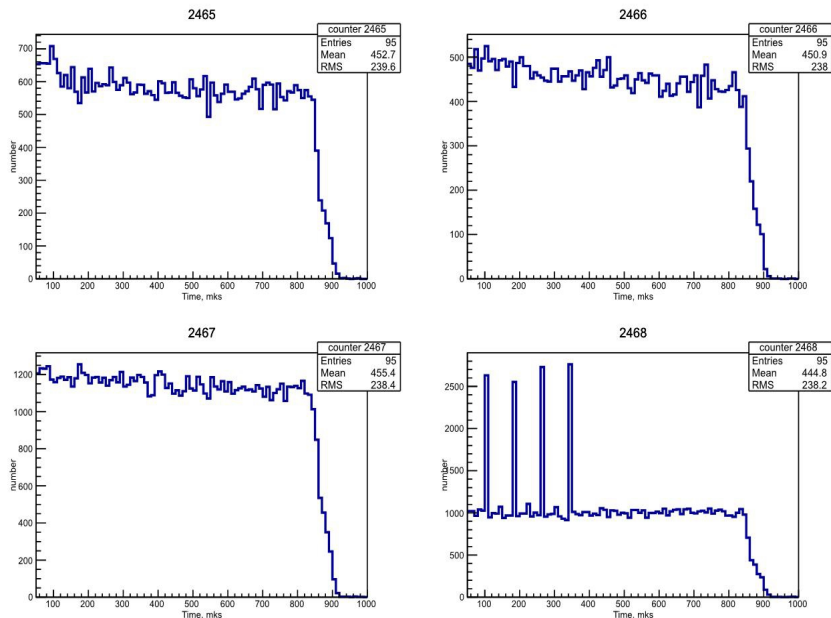 2465
counter 2465
Entries 95
Mean 452.7
RMS 239.6
number
700
600
500
400
300
200
100
0
100 200 300 400 500 600 700 800 900 1000
Time, mks
2466
counter 2466
Entries 95
Mean 450.9
RMS 238
number
500
400
300
200
100
0
100 200 300 400 500 600 700 800 900 1000
Time, mks
2467
counter 2467
Entries 95
Mean 455.4
RMS 238.4
number
1200
1000
800
600
400
200
0
100 200 300 400 500 600 700 800 900 1000
Time, mks
2468
counter 2468
Entries 95
Mean 444.8
RMS 238.2
number
2500
2000
1500
1000
500
0
100 200 300 400 500 600 700 800 900 1000
Time, mks